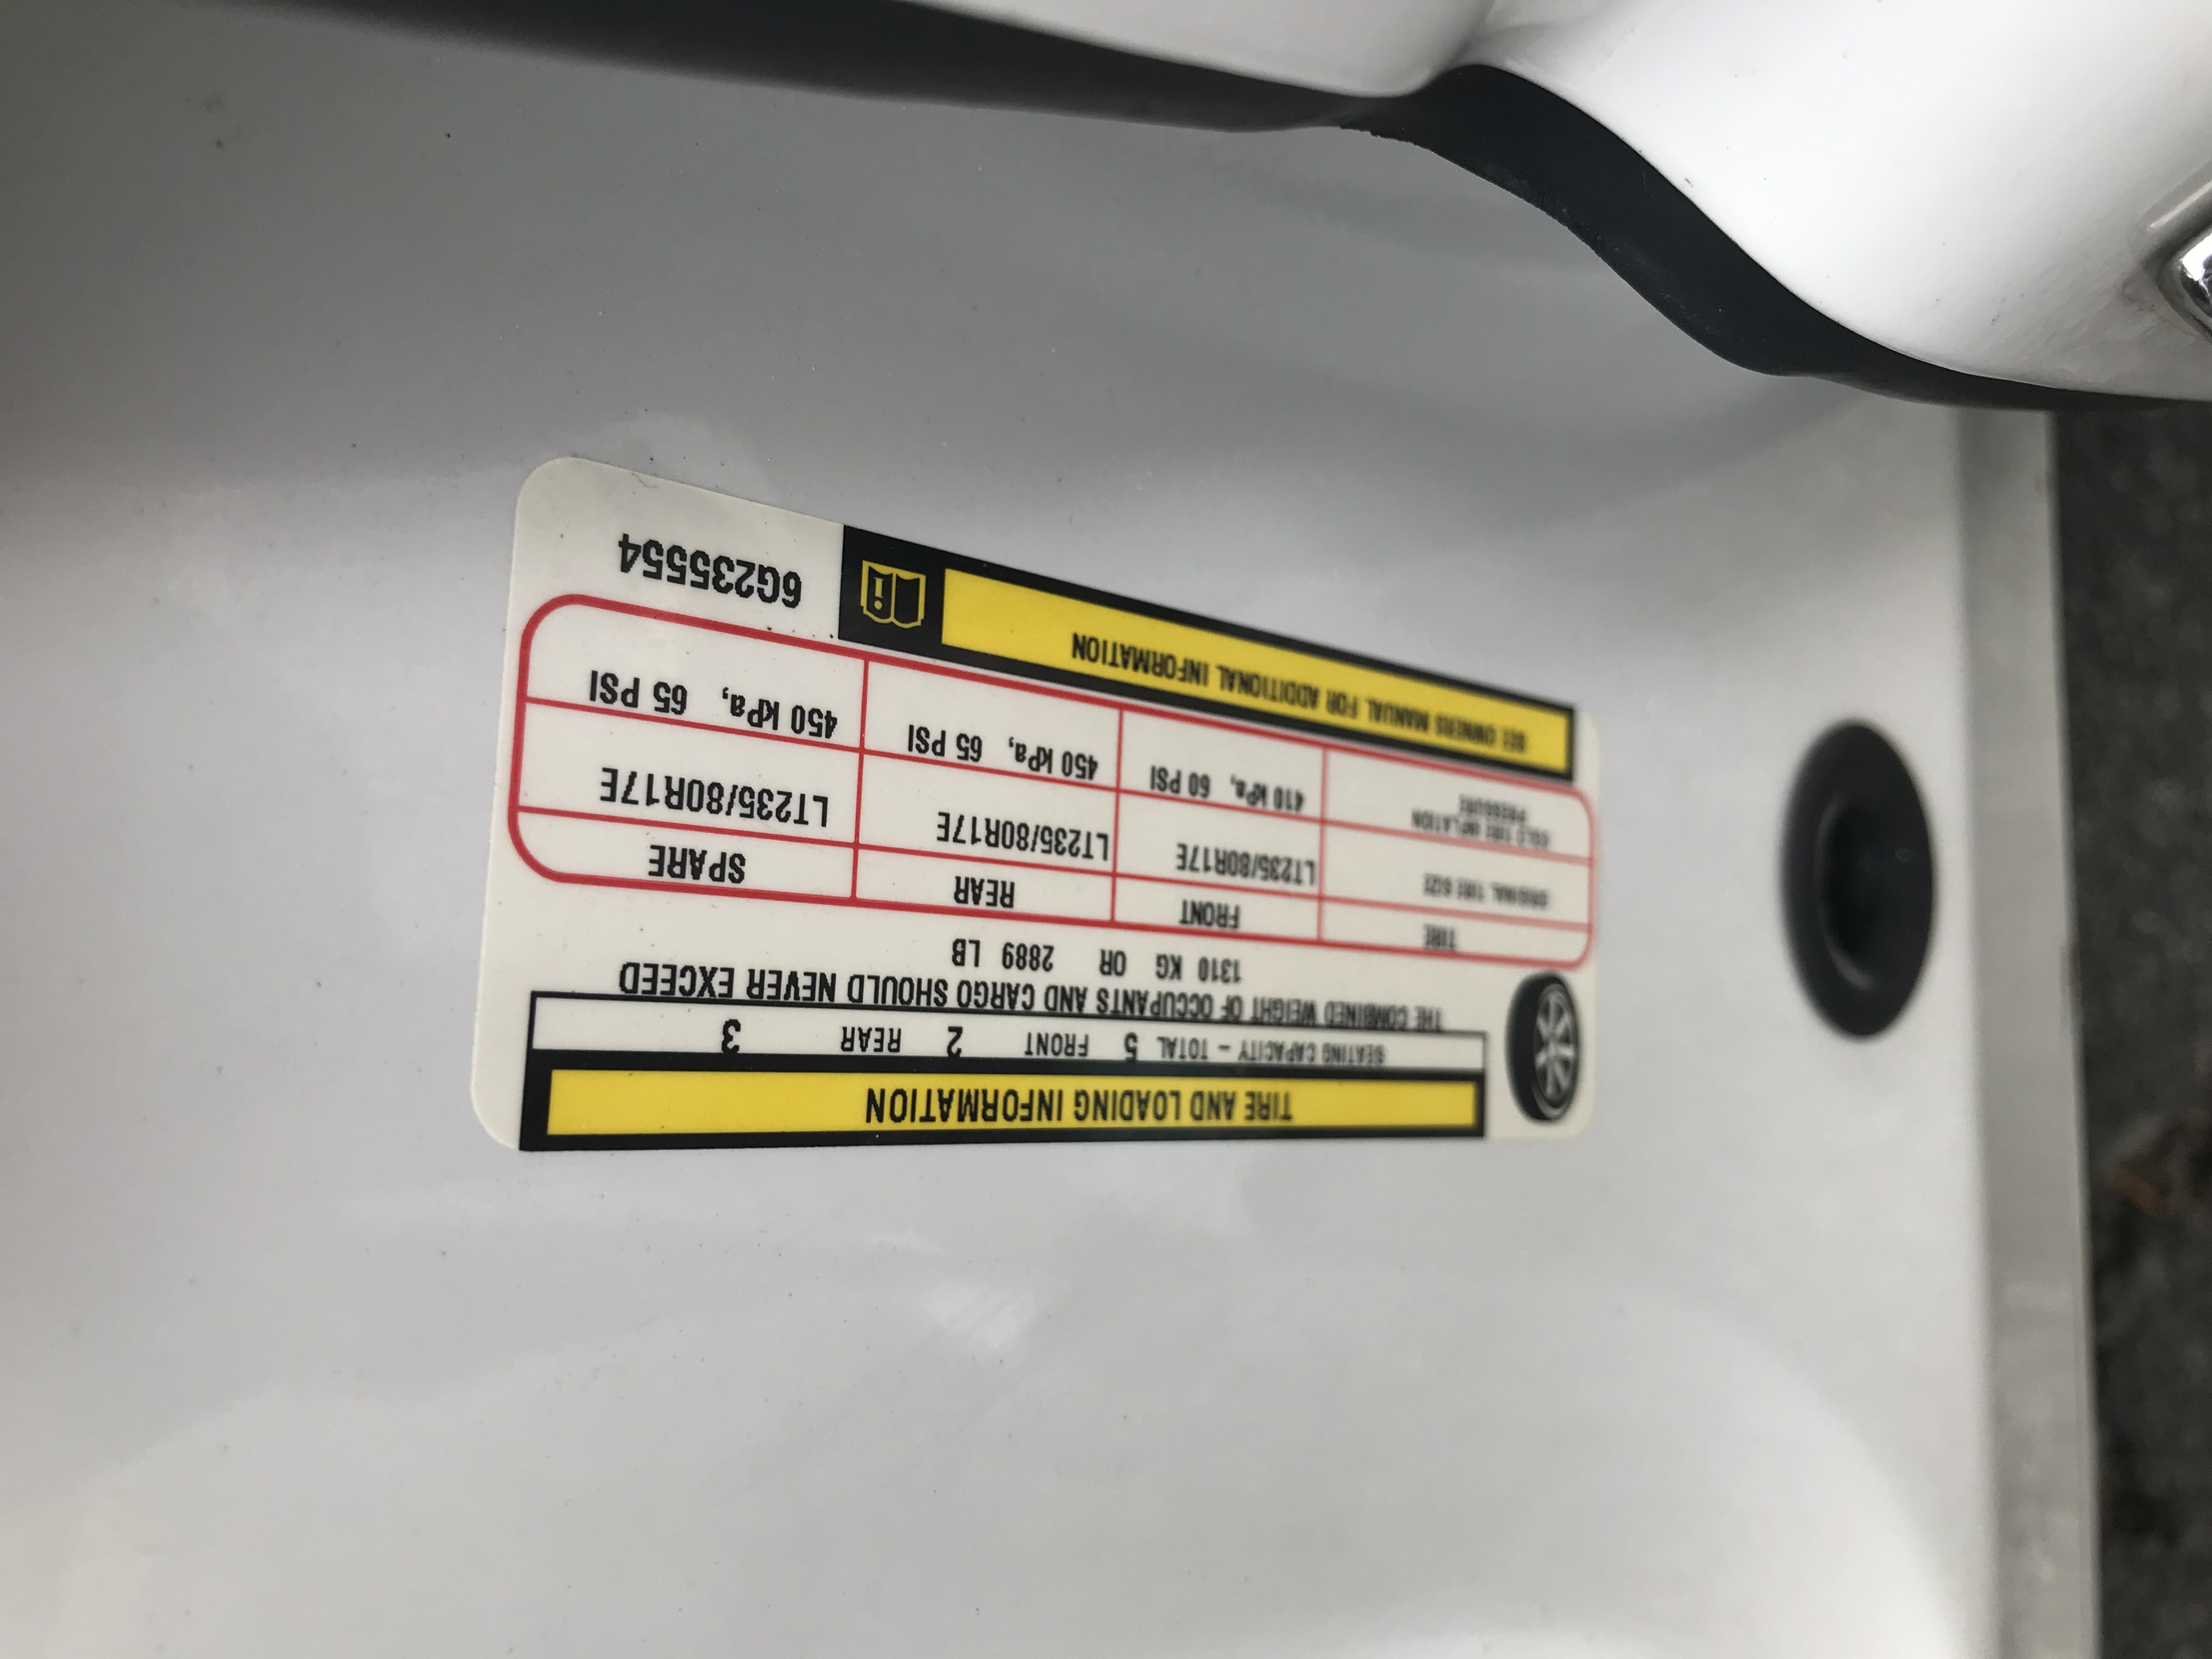 TIRE AND LOADING INFORMATION
SEATING CAPACITY – TOTAL 5 FRONT 2 REAR 3
THE COMBINED WEIGHT OF OCCUPANTS AND CARGO SHOULD NEVER EXCEED
1310 KG OR 2889 LB
TIRE FRONT REAR SPARE
ORIGINAL TIRE SIZE LT235/80R17E LT235/80R17E LT235/80R17E
COLD TIRE INFLATION PRESSURE 410 kPa, 60 PSI 450 kPa, 65 PSI 450 kPa, 65 PSI
SEE OWNERS MANUAL FOR ADDITIONAL INFORMATION
6G235554